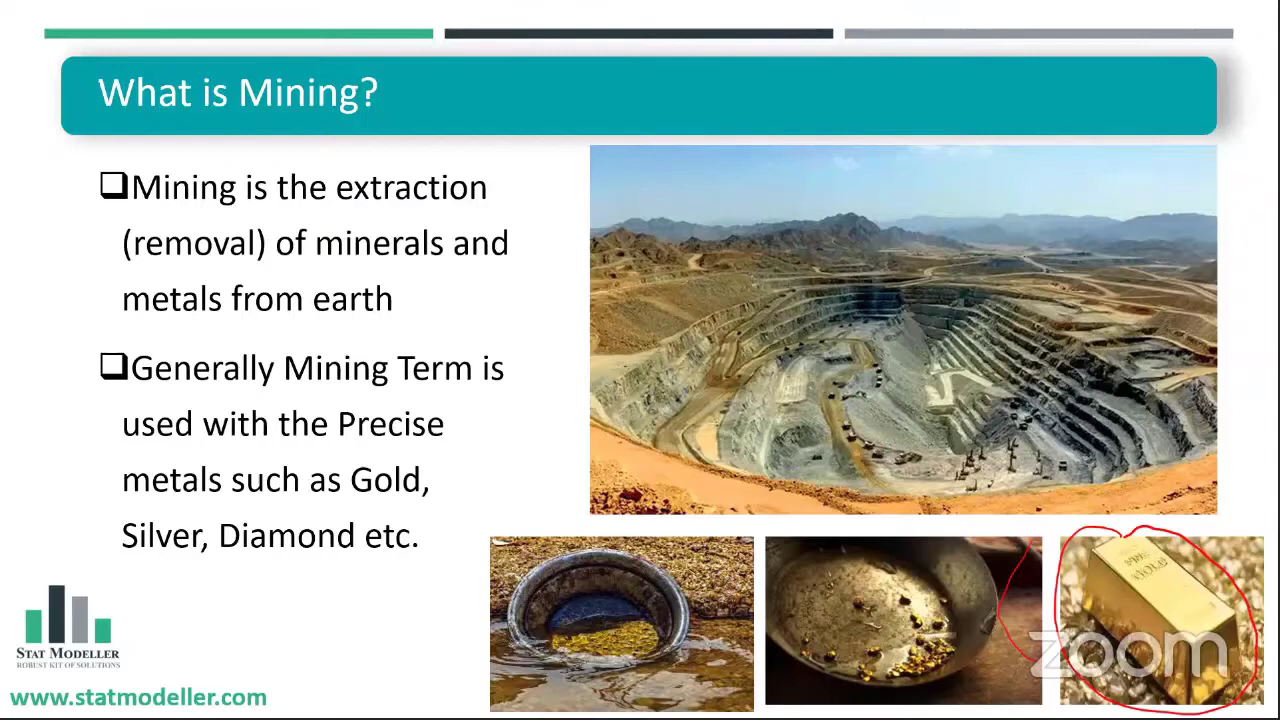 What is Mining?
Mining is the extraction
(removal) of minerals and
metals from earth
Generally Mining Term is
used with the Precise
metals such as Gold,
Silver, Diamond etc.
GOLD
zoom
STAT MODELLER
ROBUST KIT OF SOLUTIONS
www.statmodeller.com